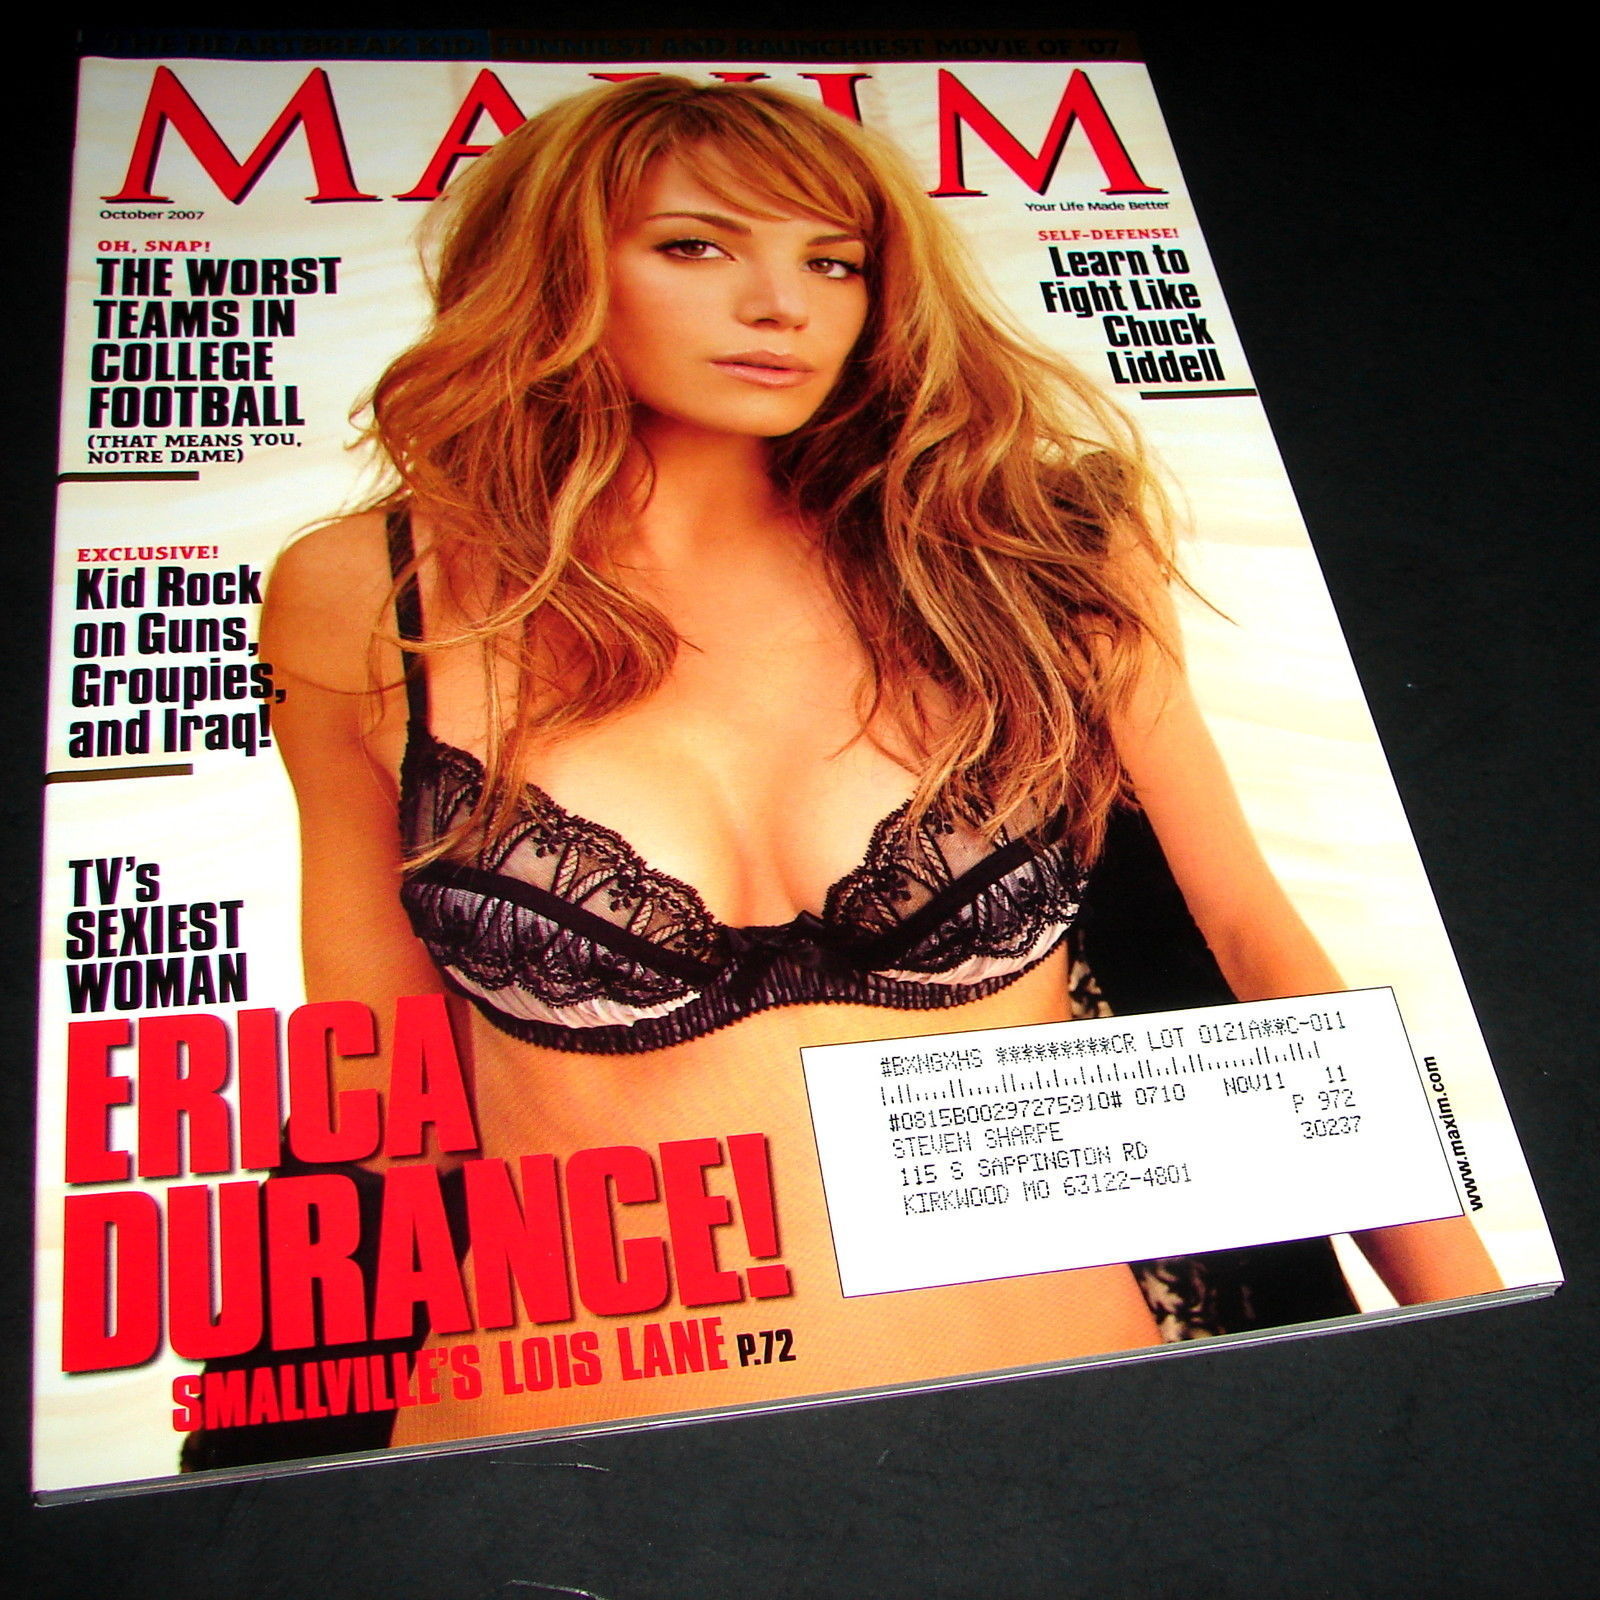 THE HEARTBREAK KID FUNNIEST AND RAUNCHIEST MOVIE OF '07
MAXIM
October 2007
Your Life Made Better
OH, SNAP!
THE WORST
TEAMS IN
COLLEGE
FOOTBALL
(THAT MEANS YOU,
NOTRE DAME)
SELF-DEFENSE!
Learn to
Fight Like
Chuck
Liddell
EXCLUSIVE!
Kid Rock
on Guns,
Groupies,
and Iraq!
TV's
SEXIEST
WOMAN
ERICA
DURANCE!
SMALLVILLE'S LOIS LANE P.72
#BXNGXHS *********CR LOT 0121A**C-011
#0815B00297275910# 0710 NOV11 11
P 972
STEVEN SHARPE 30237
115 S SAPPINGTON RD
KIRKWOOD MO 63122-4801
www.maxim.com